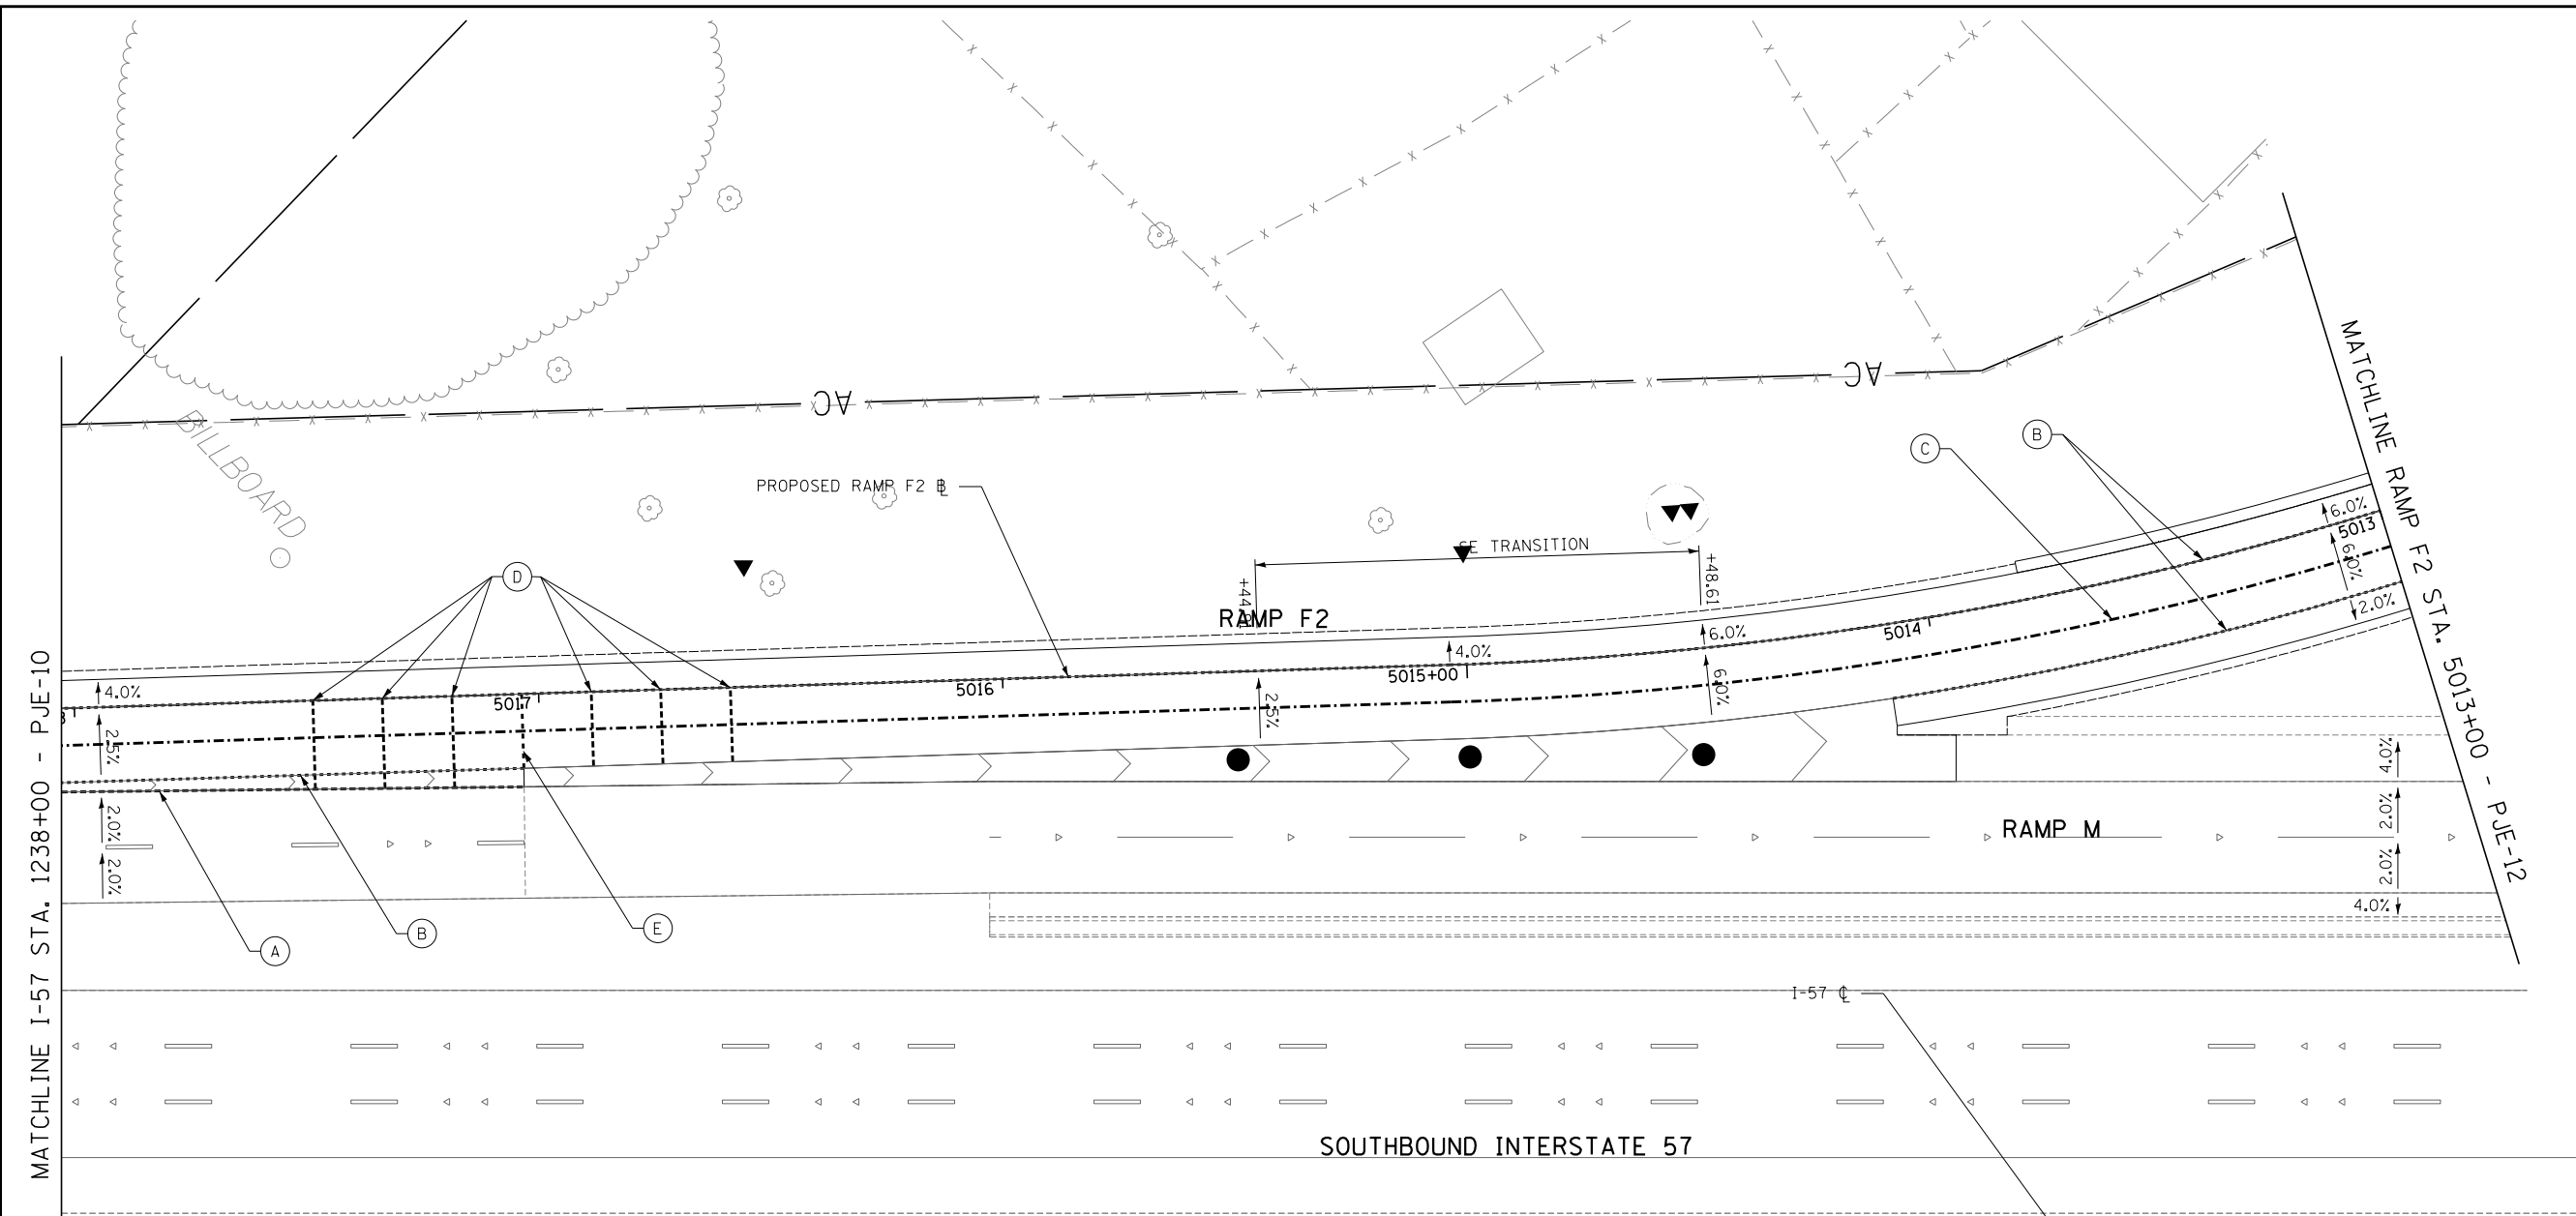 AC
AC
BILLBOARD
MATCHLINE RAMP F2 STA. 5013+00 - PJE-12
C
B
PROPOSED RAMP F2 ℄
SE TRANSITION
+48.61
RAMP F2
D
6.0%
5013
6.0%
2.0%
5014
6.0%
4.0%
5015+00
6.0%
5016
2.5%
5017
4.0%
2.5%
2.0%
2.0%
4.0%
2.0%
2.0%
4.0%
RAMP M
A
B
E
MATCHLINE I-57 STA. 1238+00 - PJE-10
I-57 ℄
SOUTHBOUND INTERSTATE 57